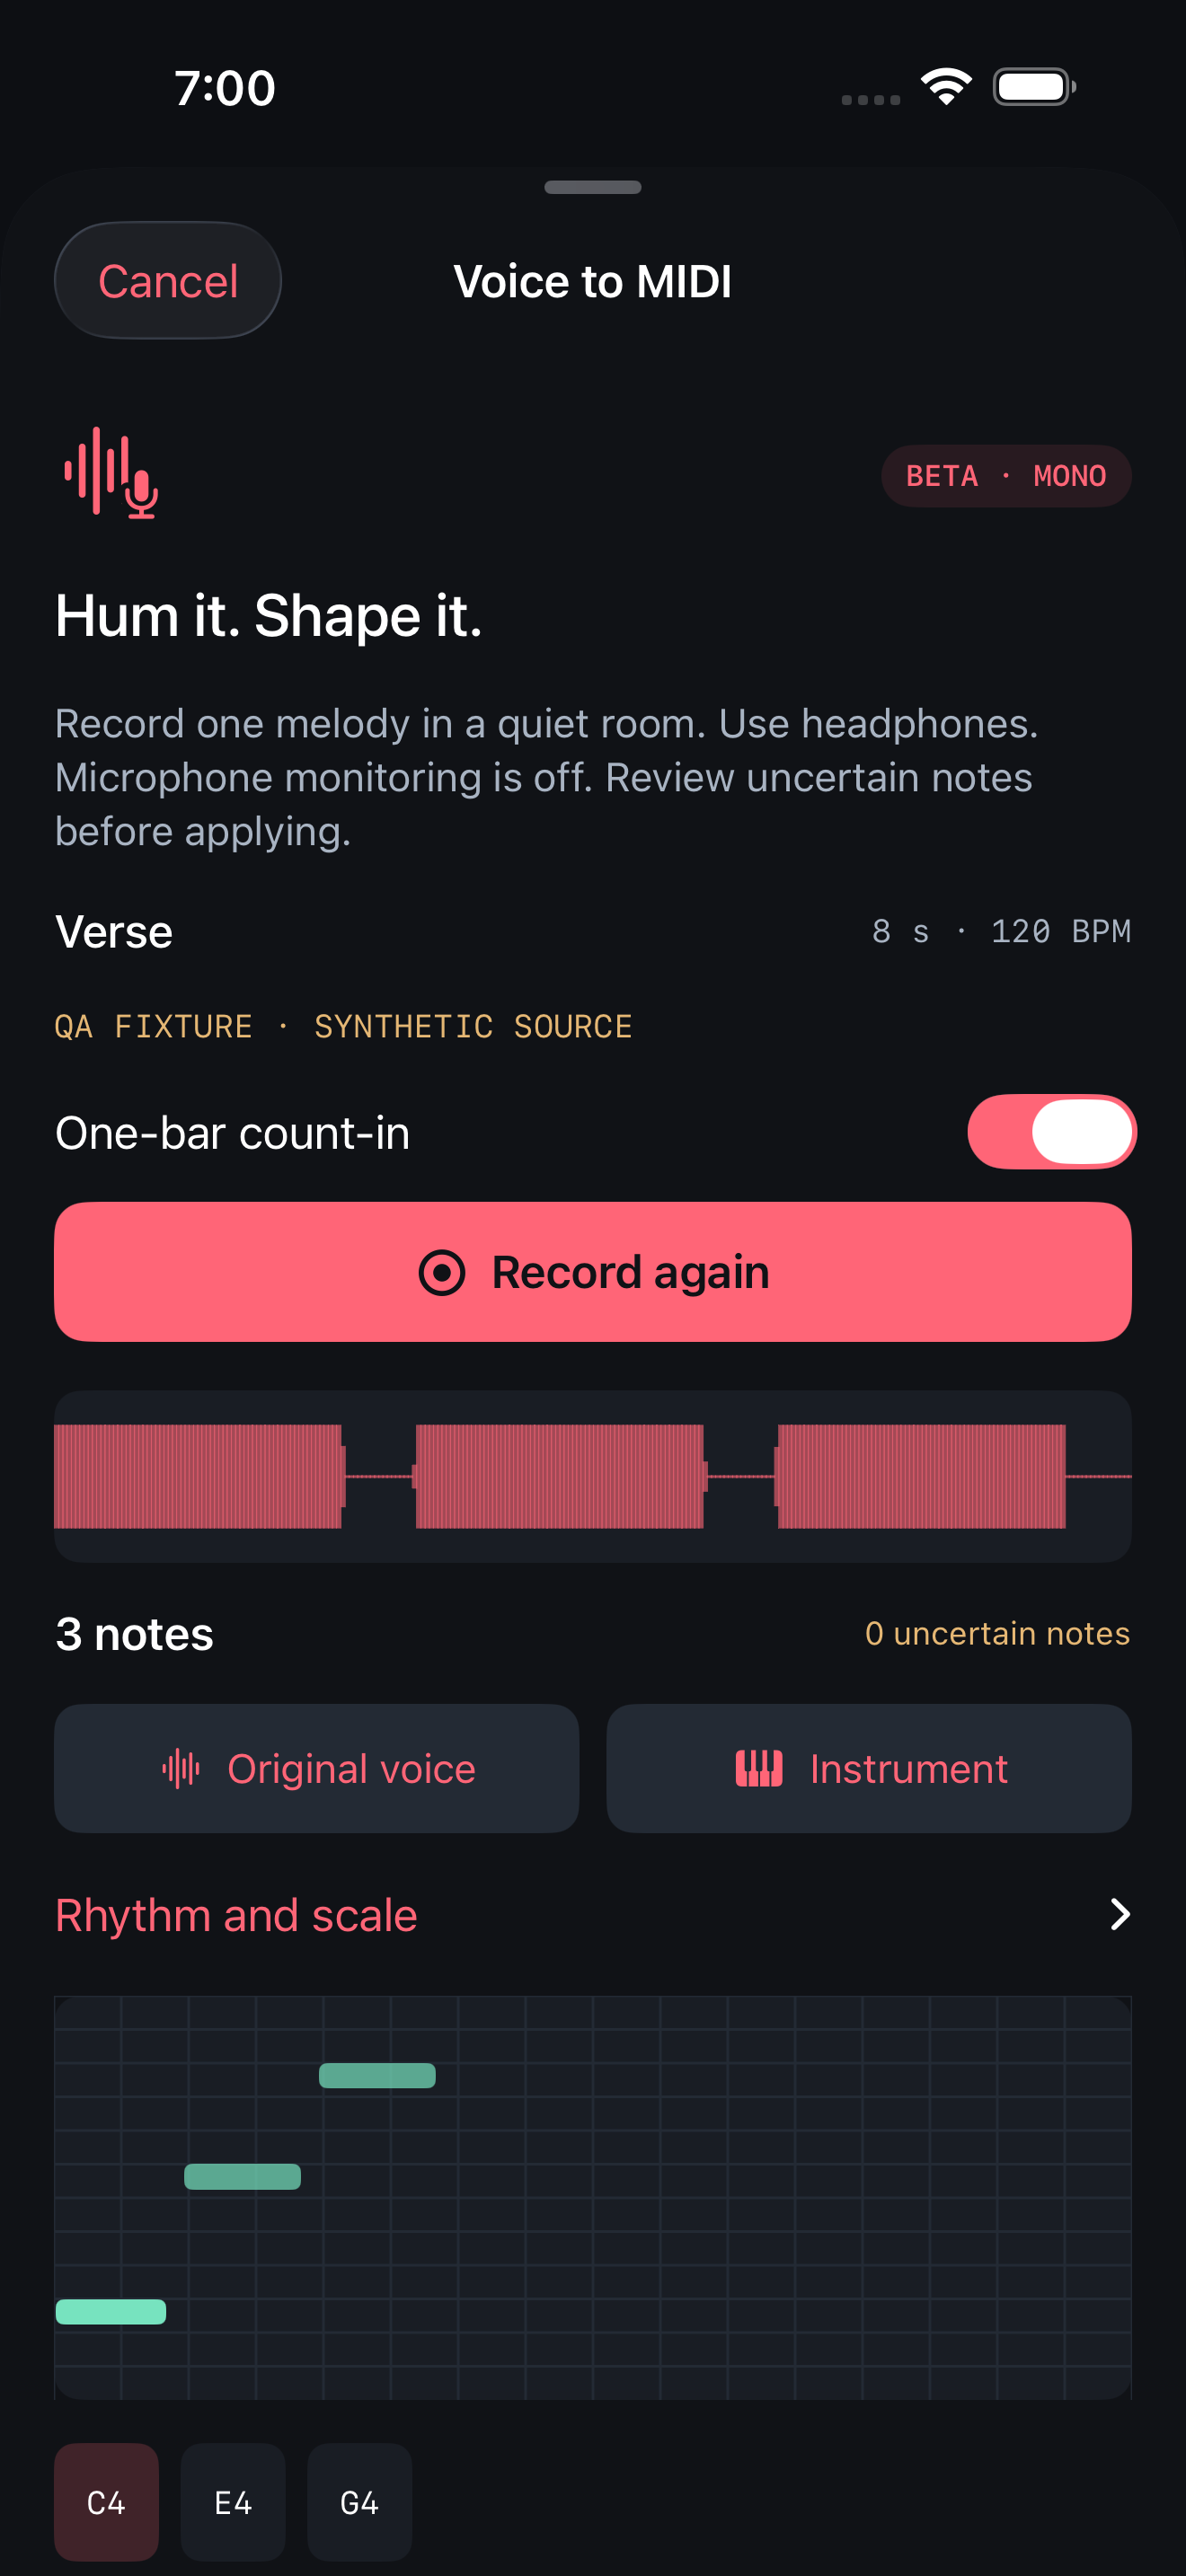 7:00
Cancel
Voice to MIDI
BETA · MONO
Hum it. Shape it.
Record one melody in a quiet room. Use headphones.
Microphone monitoring is off. Review uncertain notes
before applying.
Verse
8 s · 120 BPM
QA FIXTURE · SYNTHETIC SOURCE
One-bar count-in
Record again
3 notes
0 uncertain notes
Original voice
Instrument
Rhythm and scale
C4
E4
G4